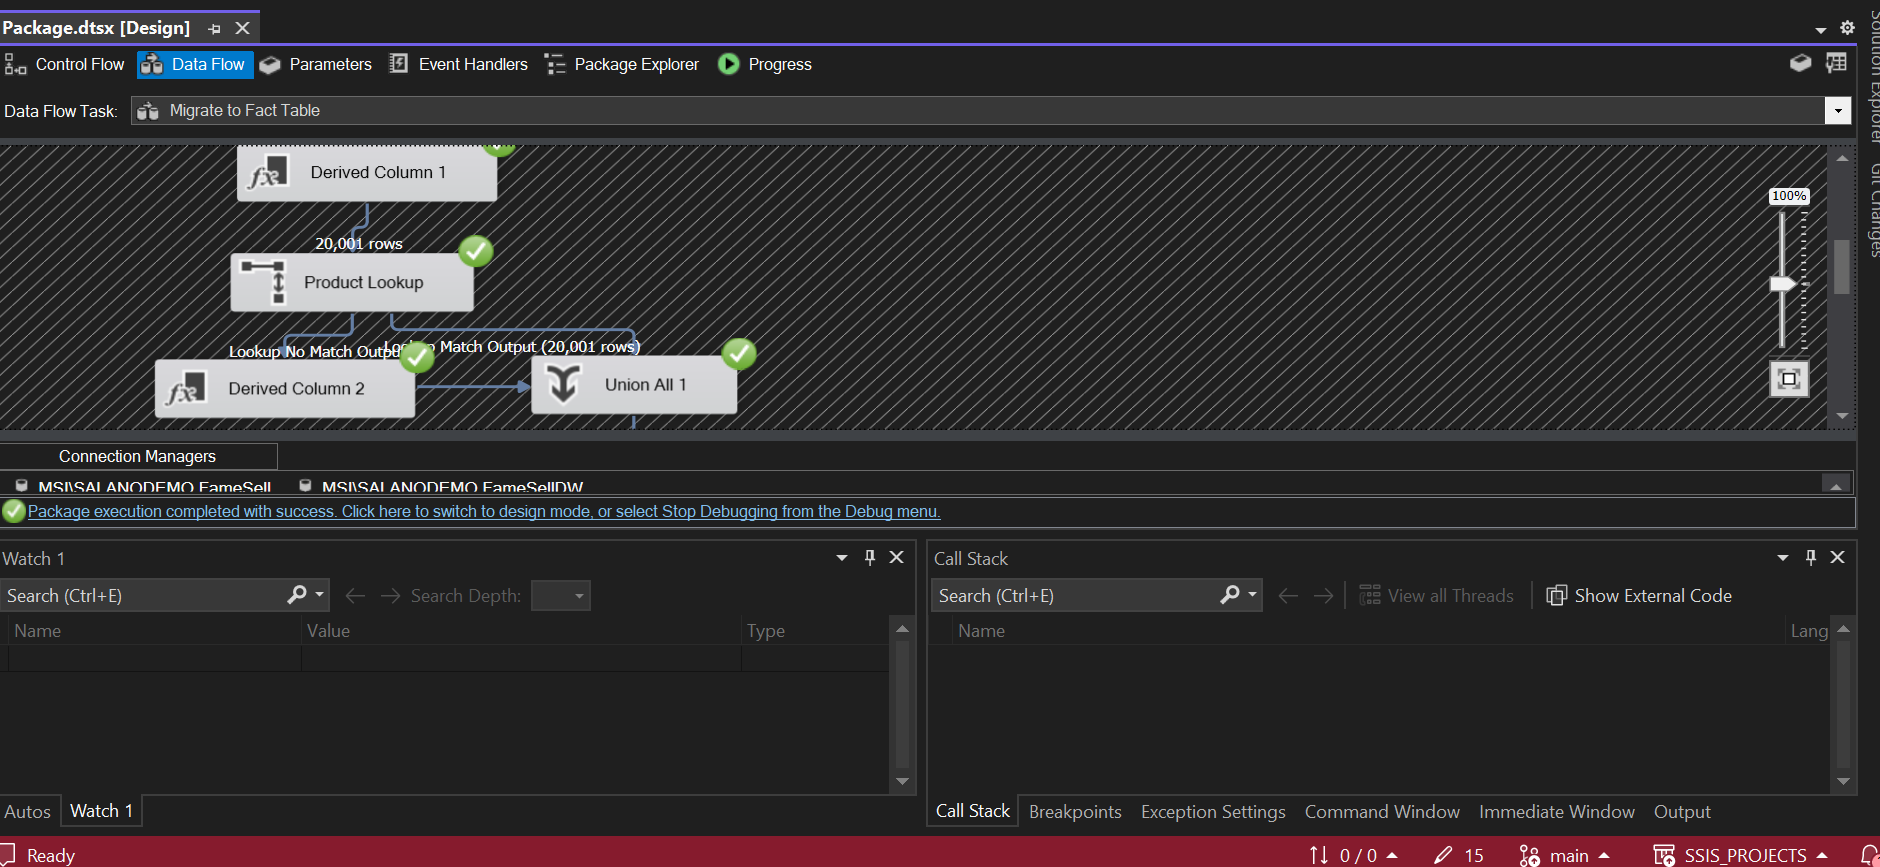 Package.dtsx [Design]
Control Flow
Data Flow
Parameters
Event Handlers
Package Explorer
Progress
Data Flow Task:
Migrate to Fact Table
Derived Column 1
20,001 rows
Product Lookup
Lookup No Match Outpu
Match Output (20,001 rows)
Derived Column 2
Union All 1
100%
Solution Explorer
Git Changes
Connection Managers
MSI\SALANODEMO.FameSell
MSI\SALANODEMO.FameSellDW
Package execution completed with success. Click here to switch to design mode, or select Stop Debugging from the Debug menu.
Watch 1
Search (Ctrl+E)
Search Depth:
Name
Value
Type
Autos
Watch 1
Call Stack
Search (Ctrl+E)
View all Threads
Show External Code
Name
Lang
Call Stack
Breakpoints
Exception Settings
Command Window
Immediate Window
Output
Ready
0 / 0
15
main
SSIS_PROJECTS